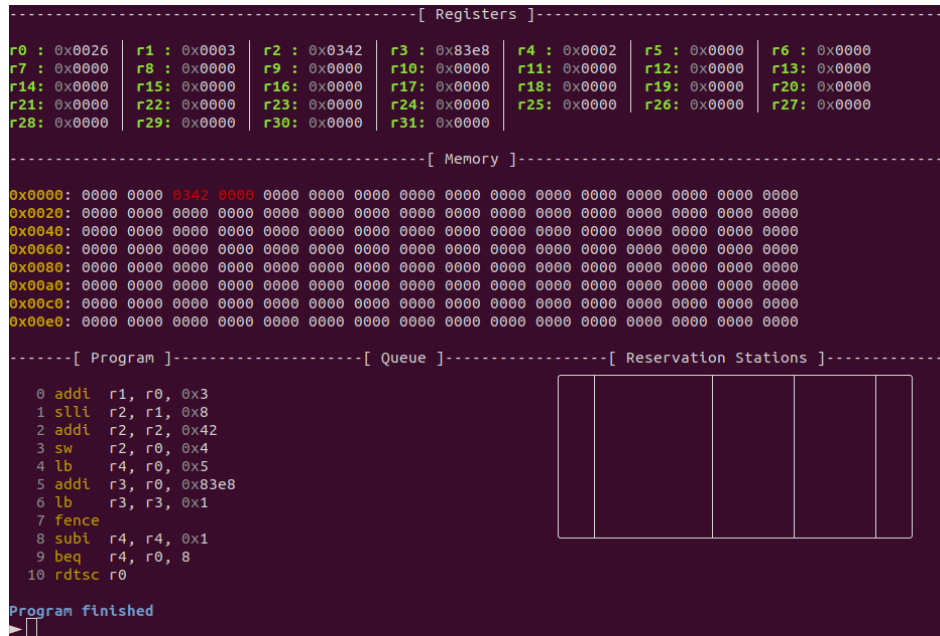 [ Registers ]
r0 : 0x0026 r1 : 0x0003 r2 : 0x0342 r3 : 0x83e8 r4 : 0x0002 r5 : 0x0000 r6 : 0x0000
r7 : 0x0000 r8 : 0x0000 r9 : 0x0000 r10: 0x0000 r11: 0x0000 r12: 0x0000 r13: 0x0000
r14: 0x0000 r15: 0x0000 r16: 0x0000 r17: 0x0000 r18: 0x0000 r19: 0x0000 r20: 0x0000
r21: 0x0000 r22: 0x0000 r23: 0x0000 r24: 0x0000 r25: 0x0000 r26: 0x0000 r27: 0x0000
r28: 0x0000 r29: 0x0000 r30: 0x0000 r31: 0x0000
[ Memory ]
0x0000: 0000 0000 0342 0000 0000 0000 0000 0000 0000 0000 0000 0000 0000 0000 0000 0000
0x0020: 0000 0000 0000 0000 0000 0000 0000 0000 0000 0000 0000 0000 0000 0000 0000 0000
0x0040: 0000 0000 0000 0000 0000 0000 0000 0000 0000 0000 0000 0000 0000 0000 0000 0000
0x0060: 0000 0000 0000 0000 0000 0000 0000 0000 0000 0000 0000 0000 0000 0000 0000 0000
0x0080: 0000 0000 0000 0000 0000 0000 0000 0000 0000 0000 0000 0000 0000 0000 0000 0000
0x00a0: 0000 0000 0000 0000 0000 0000 0000 0000 0000 0000 0000 0000 0000 0000 0000 0000
0x00c0: 0000 0000 0000 0000 0000 0000 0000 0000 0000 0000 0000 0000 0000 0000 0000 0000
0x00e0: 0000 0000 0000 0000 0000 0000 0000 0000 0000 0000 0000 0000 0000 0000 0000 0000
[ Program ] [ Queue ] [ Reservation Stations ]
0 addi r1, r0, 0x3
1 slli r2, r1, 0x8
2 addi r2, r2, 0x42
3 sw r2, r0, 0x4
4 lb r4, r0, 0x5
5 addi r3, r0, 0x83e8
6 lb r3, r3, 0x1
7 fence
8 subi r4, r4, 0x1
9 beq r4, r0, 8
10 rdtsc r0
Program finished